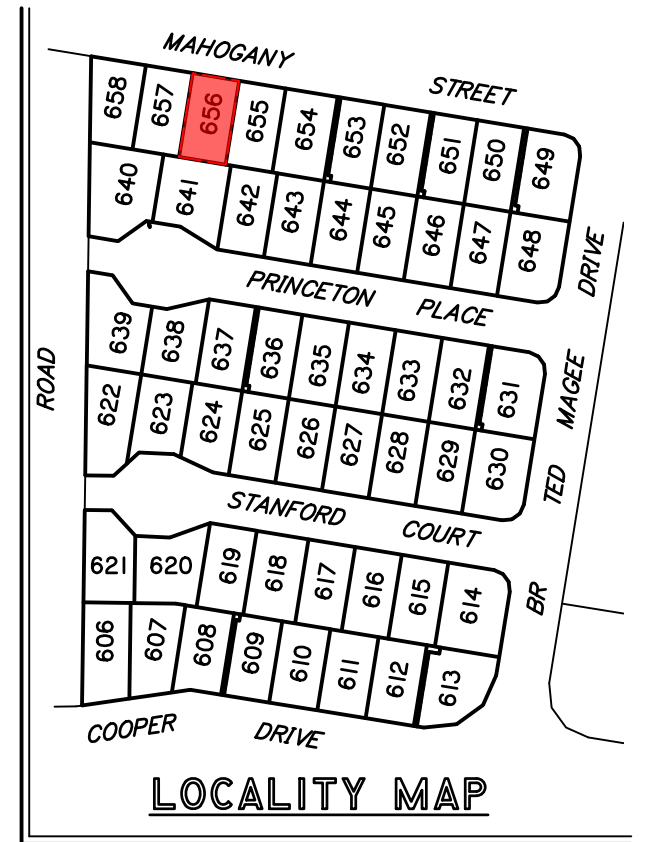 MAHOGANY STREET
658 657 656 655 654 653 652 651 650 649
640 641 642 643 644 645 646 647 648
PRINCETON PLACE
639 638 637 636 635 634 633 632 631
622 623 624 625 626 627 628 629 630
STANFORD COURT
621 620 619 618 617 616 615 614
606 607 608 609 610 611 612 613
COOPER DRIVE
ROAD
BR TED MAGEE DRIVE
LOCALITY MAP